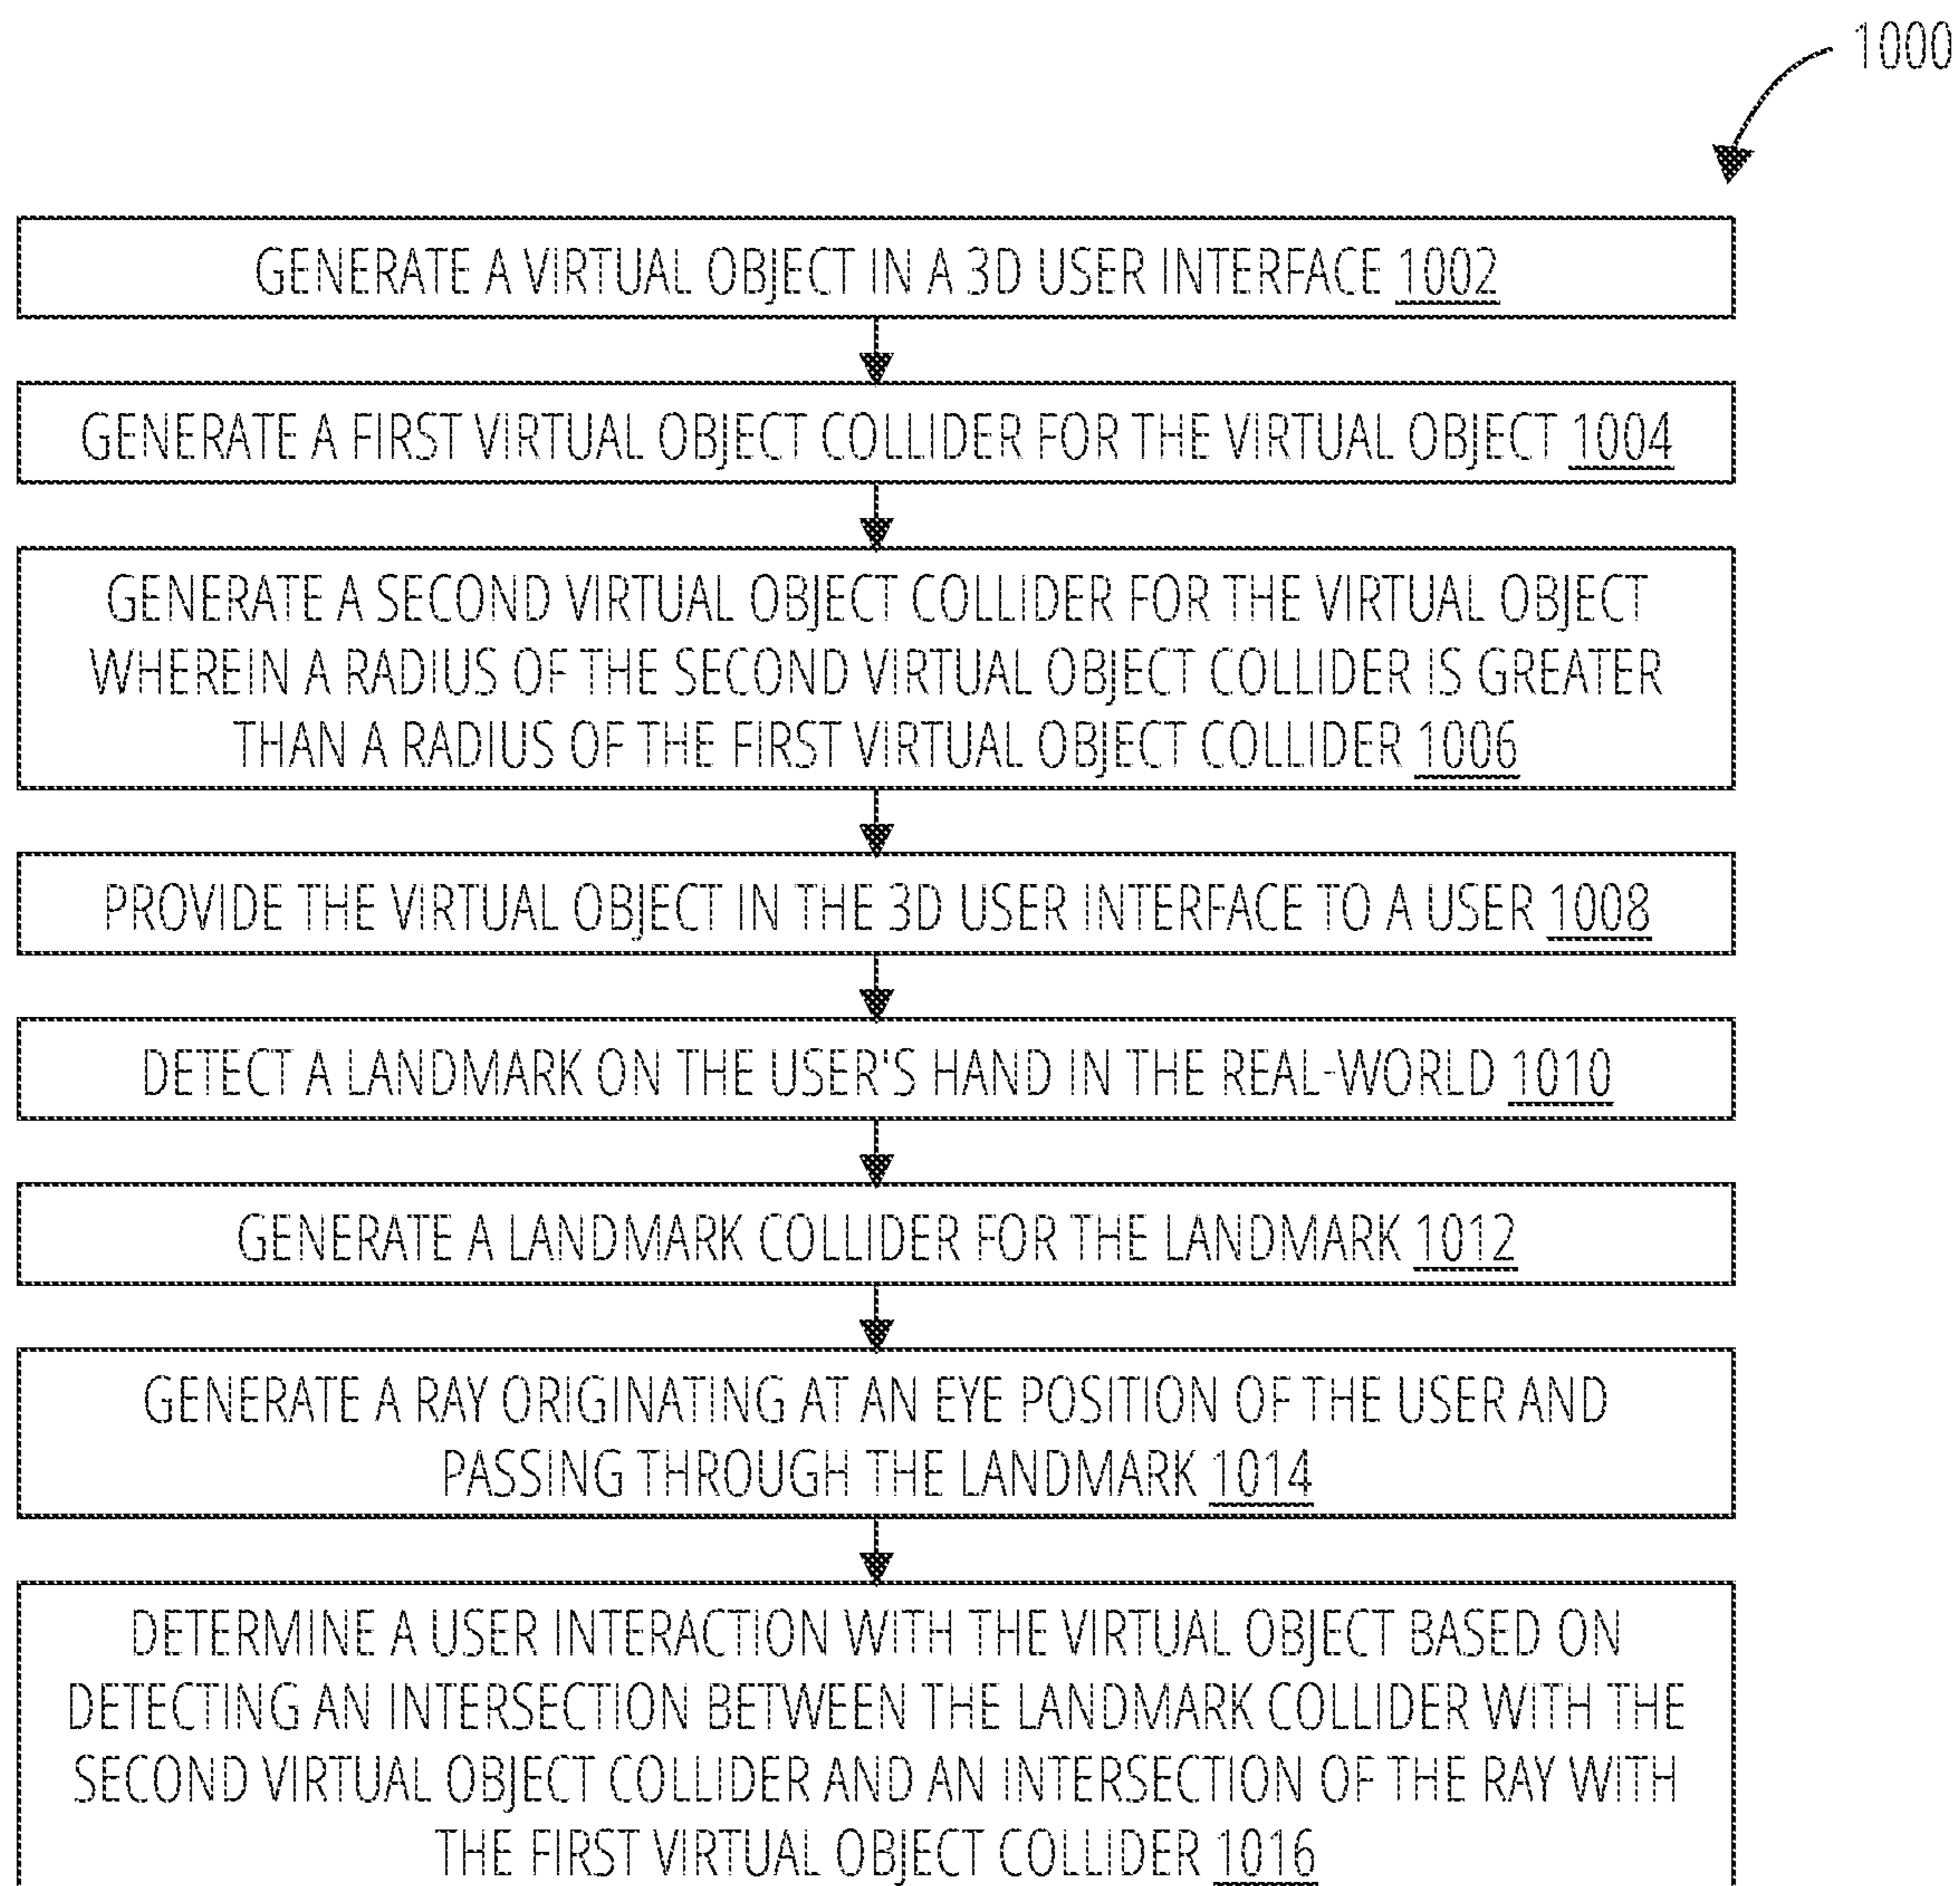 1000
GENERATE A VIRTUAL OBJECT IN A 3D USER INTERFACE 1002
GENERATE A FIRST VIRTUAL OBJECT COLLIDER FOR THE VIRTUAL OBJECT 1004
GENERATE A SECOND VIRTUAL OBJECT COLLIDER FOR THE VIRTUAL OBJECT
WHEREIN A RADIUS OF THE SECOND VIRTUAL OBJECT COLLIDER IS GREATER
THAN A RADIUS OF THE FIRST VIRTUAL OBJECT COLLIDER 1006
PROVIDE THE VIRTUAL OBJECT IN THE 3D USER INTERFACE TO A USER 1008
DETECT A LANDMARK ON THE USER'S HAND IN THE REAL-WORLD 1010
GENERATE A LANDMARK COLLIDER FOR THE LANDMARK 1012
GENERATE A RAY ORIGINATING AT AN EYE POSITION OF THE USER AND
PASSING THROUGH THE LANDMARK 1014
DETERMINE A USER INTERACTION WITH THE VIRTUAL OBJECT BASED ON
DETECTING AN INTERSECTION BETWEEN THE LANDMARK COLLIDER WITH THE
SECOND VIRTUAL OBJECT COLLIDER AND AN INTERSECTION OF THE RAY WITH
THE FIRST VIRTUAL OBJECT COLLIDER 1016